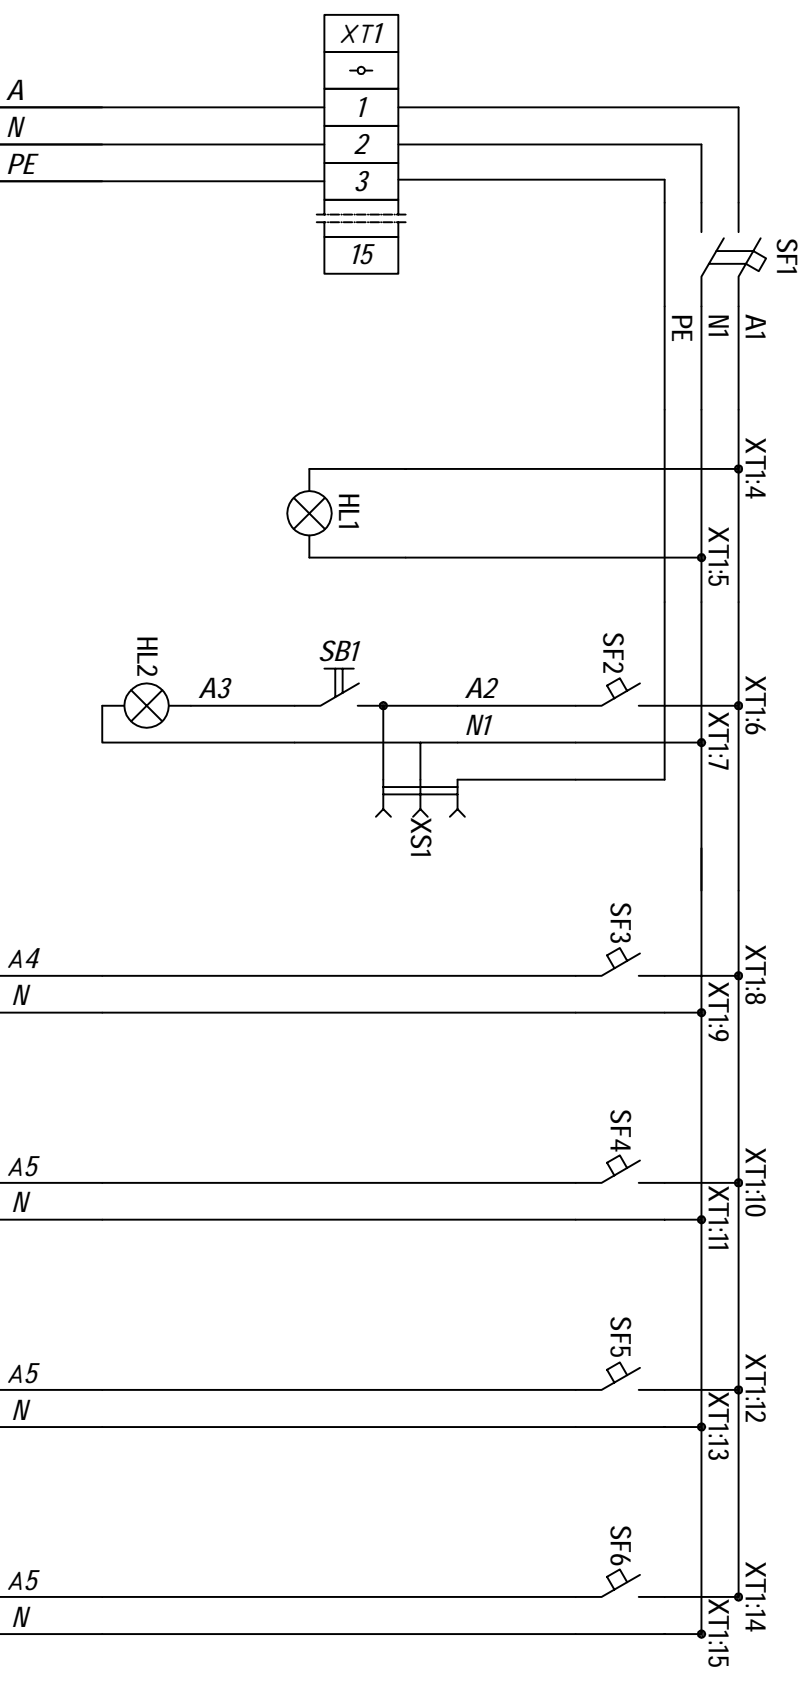 XT1
A
1
N
2
PE
3
15
SF1
A1
N1
PE
XT1:4
HL1
XT1:5
HL2
A3
SB1
A2
SF2
XT1:6
N1
XT1:7
XS1
SF3
XT1:8
A4
N
XT1:9
SF4
XT1:10
A5
N
XT1:11
SF5
XT1:12
A5
N
XT1:13
SF6
XT1:14
A5
N
XT1:15